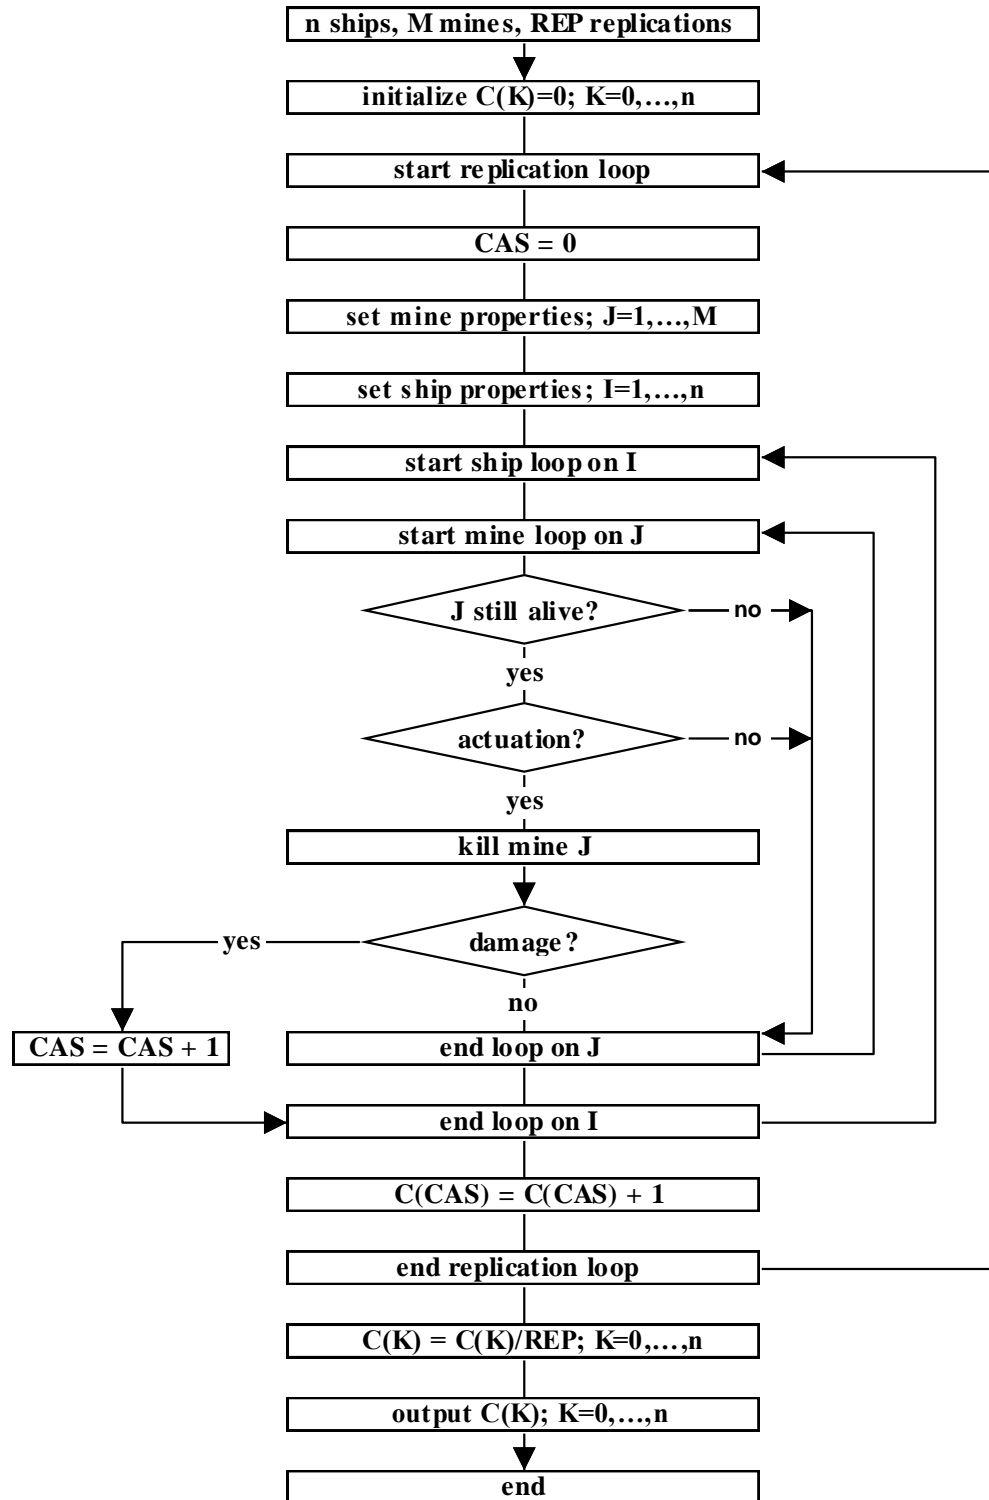 n ships, M mines, REP replications
initialize C(K)=0; K=0,...,n
start replication loop
CAS = 0
set mine properties; J=1,...,M
set ship properties; I=1,...,n
start ship loop on I
start mine loop on J
J still alive?
no
yes
actuation?
no
yes
kill mine J
damage?
yes
no
CAS = CAS + 1
end loop on J
end loop on I
C(CAS) = C(CAS) + 1
end replication loop
C(K) = C(K)/REP; K=0,...,n
output C(K); K=0,...,n
end